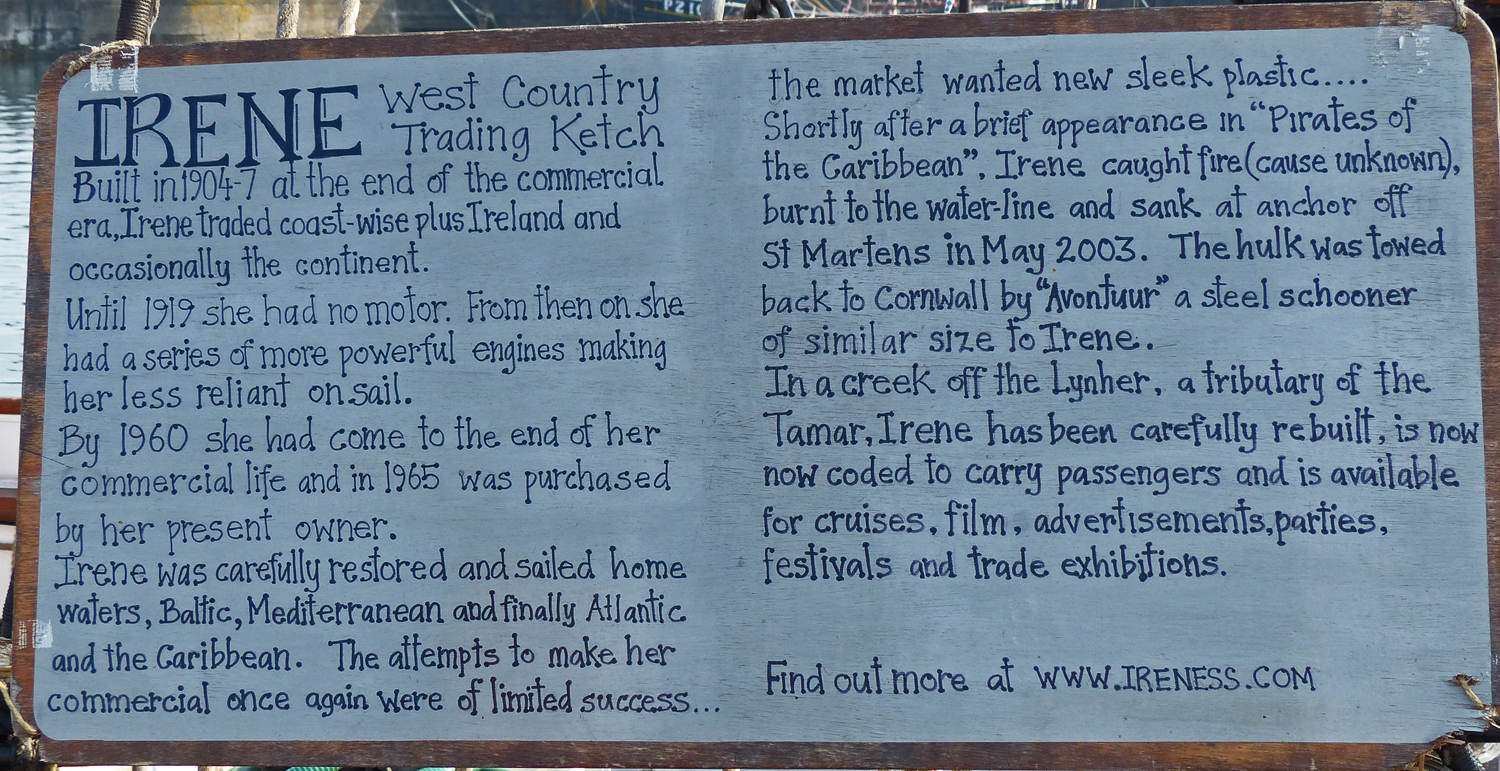 IRENE West Country
Trading Ketch
Built in 1904-7 at the end of the commercial
era, Irene traded coast-wise plus Ireland and
occasionally the continent.
Until 1919 she had no motor. From then on she
had a series of more powerful engines making
her less reliant on sail.
By 1960 she had come to the end of her
commercial life and in 1965 was purchased
by her present owner.
Irene was carefully restored and sailed home
waters, Baltic, Mediterranean and finally Atlantic
and the Caribbean. The attempts to make her
commercial once again were of limited success...
the market wanted new sleek plastic....
Shortly after a brief appearance in "Pirates of
the Caribbean", Irene caught fire (cause unknown),
burnt to the water-line and sank at anchor off
St Martens in May 2003. The hulk was towed
back to Cornwall by "Avontuur" a steel schooner
of similar size to Irene.
In a creek off the Lynher, a tributary of the
Tamar, Irene has been carefully rebuilt, is now
now coded to carry passengers and is available
for cruises, film, advertisements, parties,
festivals and trade exhibitions.
Find out more at WWW.IRENESS.COM